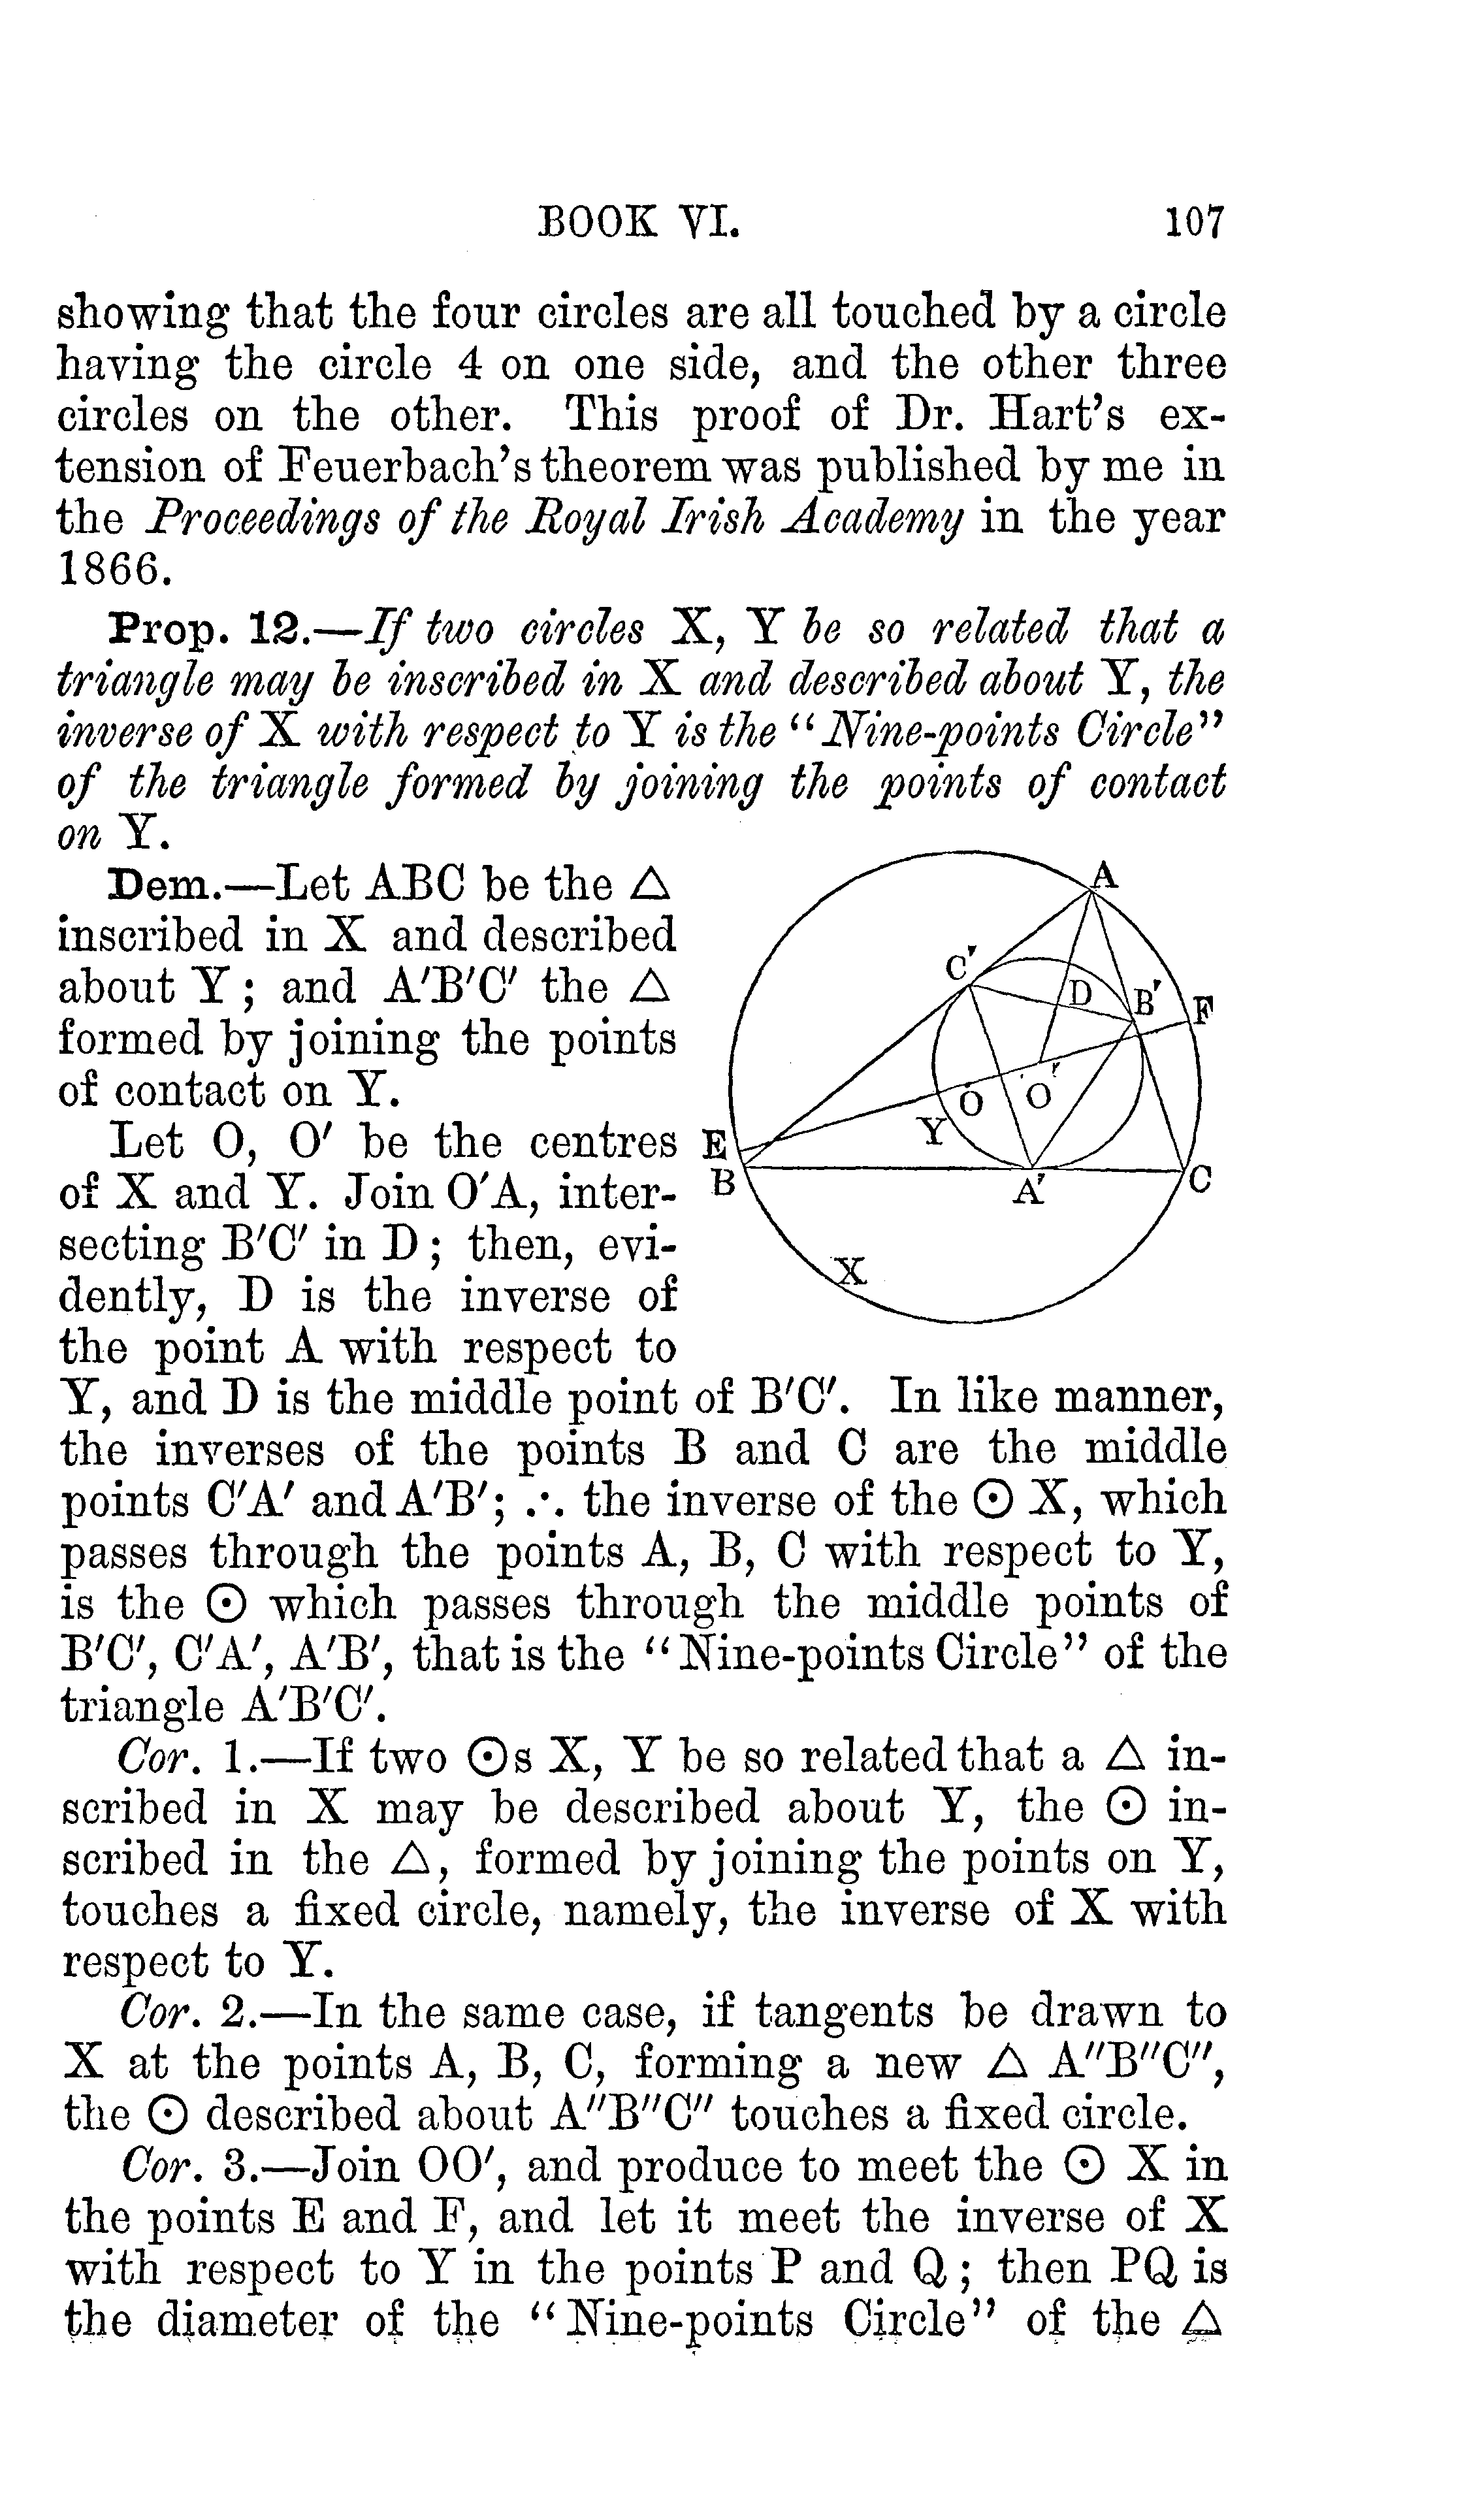 BOOK VI. 107
showing that the four circles are all touched by a circle
having the circle 4 on one side, and the other three
circles on the other. This proof of Dr. Hart's ex-
tension of Feuerbach's theorem was published by me in
the Proceedings of the Royal Irish Academy in the year
1866.
Prop. 12.—If two circles X, Y be so related that a
triangle may be inscribed in X and described about Y, the
inverse of X with respect to Y is the “Nine-points Circle”
of the triangle formed by joining the points of contact
on Y.
Dem.—Let ABC be the △
inscribed in X and described
about Y; and A′B′C′ the △
formed by joining the points
of contact on Y.
Let O, O′ be the centres
of X and Y. Join O′A, inter-
secting B′C′ in D; then, evi-
dently, D is the inverse of
the point A with respect to
A
C′
D
B′
F
O
O′
Y
E
B
A′
C
X
Y, and D is the middle point of B′C′. In like manner,
the inverses of the points B and C are the middle
points C′A′ and A′B′; ∴ the inverse of the ⊙ X, which
passes through the points A, B, C with respect to Y,
is the ⊙ which passes through the middle points of
B′C′, C′A′, A′B′, that is the “Nine-points Circle” of the
triangle A′B′C′.
Cor. 1.—If two ⊙s X, Y be so related that a △ in-
scribed in X may be described about Y, the ⊙ in-
scribed in the △, formed by joining the points on Y,
touches a fixed circle, namely, the inverse of X with
respect to Y.
Cor. 2.—In the same case, if tangents be drawn to
X at the points A, B, C, forming a new △ A″B″C″,
the ⊙ described about A″B″C″ touches a fixed circle.
Cor. 3.—Join OO′, and produce to meet the ⊙ X in
the points E and F, and let it meet the inverse of X
with respect to Y in the points P and Q; then PQ is
the diameter of the “Nine-points Circle” of the △